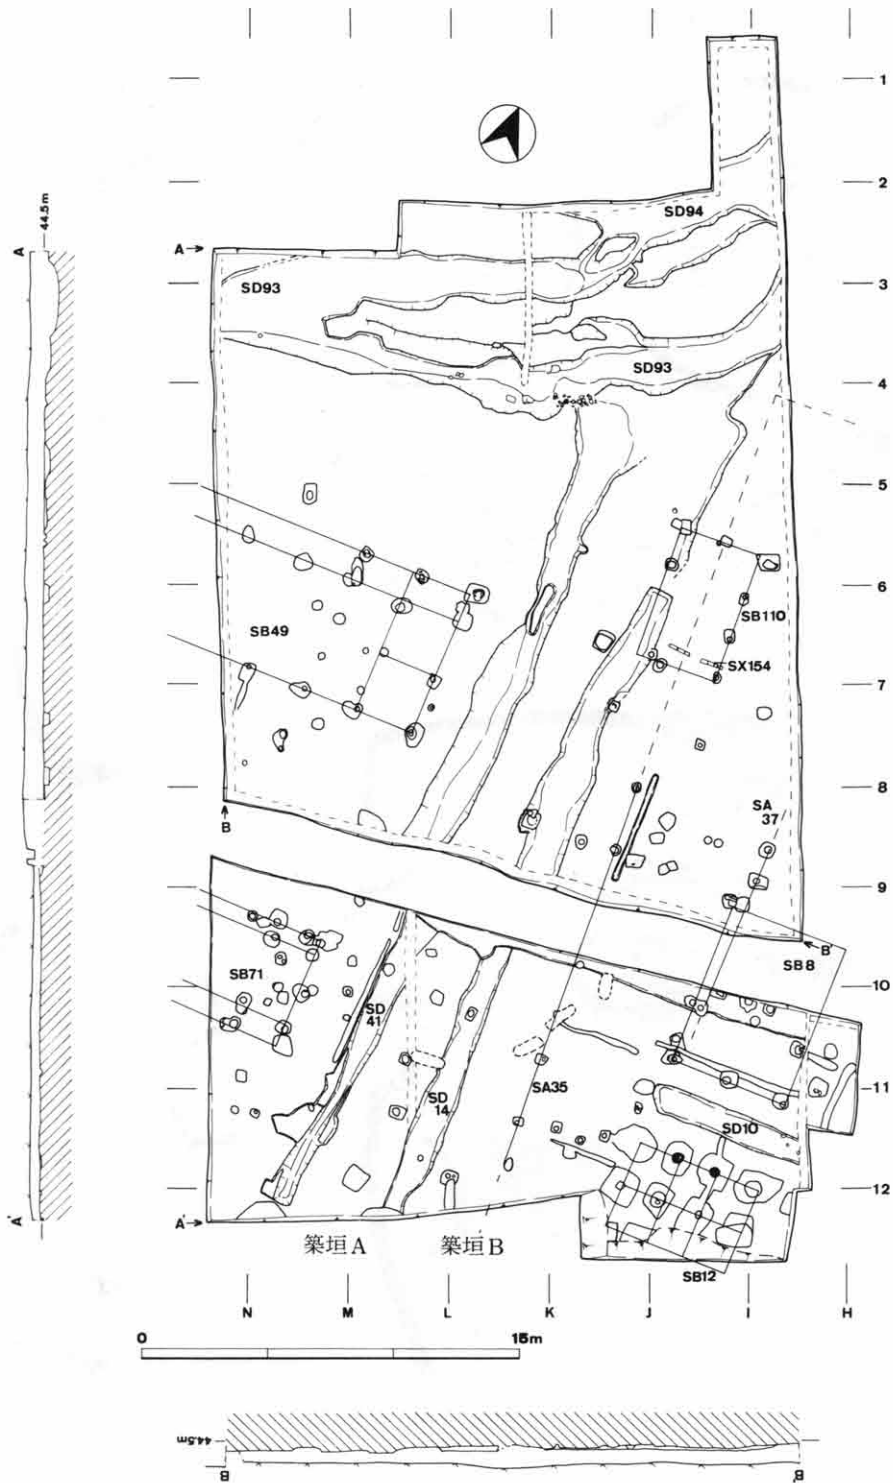 1
2
3
4
5
6
7
8
9
10
11
12
A
44.5m
A'
A
SD94
SD93
SD93
SB49
SB110
SX154
SA
37
B
B'
SB8
SB71
SD
41
SD
14
SA35
SD10
A'
SB12
築垣A
築垣B
N
M
L
K
J
I
H
0
15m
44.5m
B
B'